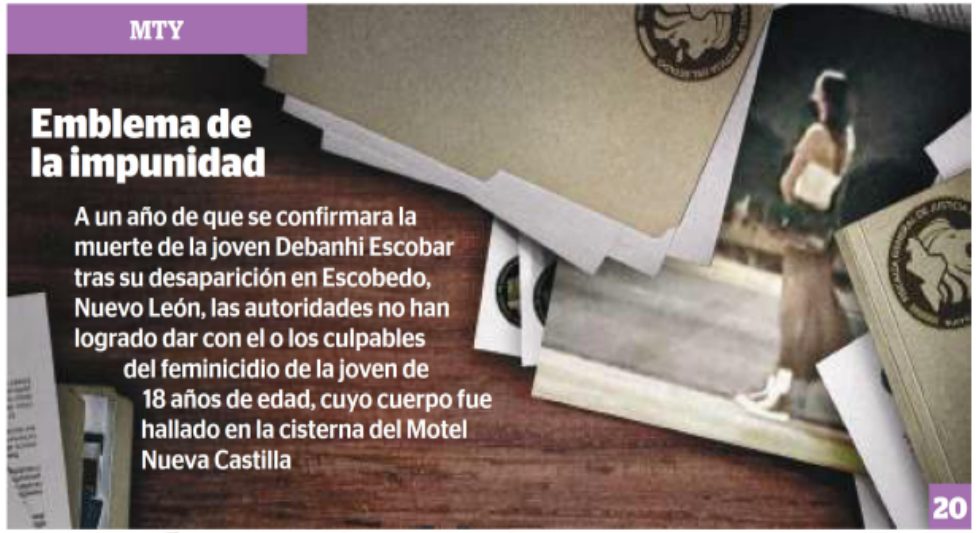 MTY
Emblema de
la impunidad
A un año de que se confirmara la
muerte de la joven Debanhi Escobar
tras su desaparición en Escobedo,
Nuevo León, las autoridades no han
logrado dar con el o los culpables
del feminicidio de la joven de
18 años de edad, cuyo cuerpo fue
hallado en la cisterna del Motel
Nueva Castilla
20